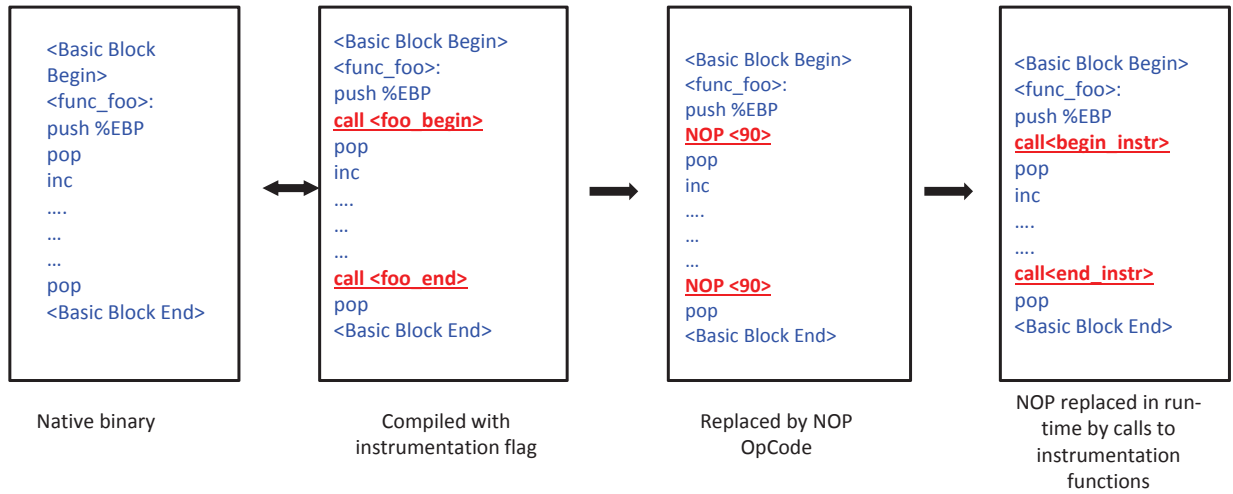 <Basic Block
Begin>
<func_foo>:
push %EBP
pop
inc
....
...
...
pop
<Basic Block End>
Native binary
<Basic Block Begin>
<func_foo>:
push %EBP
call <foo_begin>
pop
inc
....
...
...
call <foo_end>
pop
<Basic Block End>
Compiled with
instrumentation flag
<Basic Block Begin>
<func_foo>:
push %EBP
NOP <90>
pop
inc
....
...
...
NOP <90>
pop
<Basic Block End>
Replaced by NOP
OpCode
<Basic Block Begin>
<func_foo>:
push %EBP
call<begin_instr>
pop
inc
....
....
call<end_instr>
pop
<Basic Block End>
NOP replaced in run-
time by calls to
instrumentation
functions